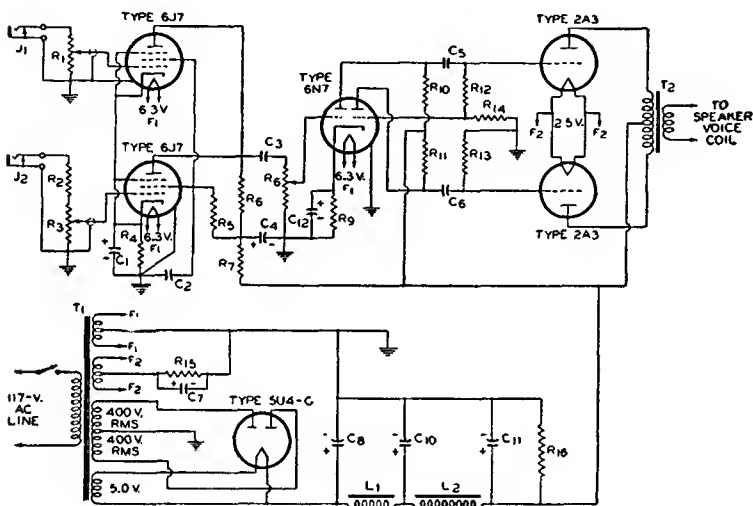 TYPE 6J7
J1
R1
6.3 V.
F1
TYPE 6J7
J2
R2
R3
6.3 V.
F1
R4
C1
C2
C3
R6
R5
C4
R6
R7
TYPE
6N7
6.3 V.
F1
C12
R9
C5
R10
R12
R14
R11
R13
C6
TYPE 2A3
F2
2.5 V.
F2
TYPE 2A3
T2
TO
SPEAKER
VOICE
COIL
T1
117-V.
AC
LINE
F1
F1
F2
F2
R15
C7
400 V.
RMS
400 V.
RMS
5.0 V.
TYPE 5U4-G
C8
C10
C11
R16
L1
L2